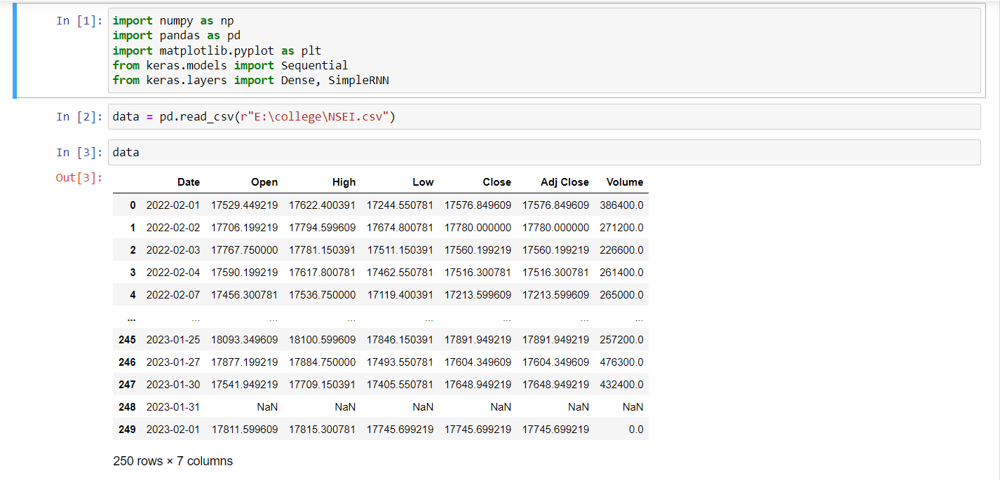 In [1]: import numpy as np
import pandas as pd
import matplotlib.pyplot as plt
from keras.models import Sequential
from keras.layers import Dense, SimpleRNN
In [2]: data = pd.read_csv(r"E:\college\NSEI.csv")
In [3]: data
Out[3]:
Date Open High Low Close Adj Close Volume
0 2022-02-01 17529.449219 17622.400391 17244.550781 17576.849609 17576.849609 386400.0
1 2022-02-02 17706.199219 17794.599609 17674.800781 17780.000000 17780.000000 271200.0
2 2022-02-03 17767.750000 17781.150391 17511.150391 17560.199219 17560.199219 226600.0
3 2022-02-04 17590.199219 17617.800781 17462.550781 17516.300781 17516.300781 261400.0
4 2022-02-07 17456.300781 17536.750000 17119.400391 17213.599609 17213.599609 265000.0
... ... ... ... ... ... ... ...
245 2023-01-25 18093.349609 18100.599609 17846.150391 17891.949219 17891.949219 257200.0
246 2023-01-27 17877.199219 17884.750000 17493.550781 17604.349609 17604.349609 476300.0
247 2023-01-30 17541.949219 17709.150391 17405.550781 17648.949219 17648.949219 432400.0
248 2023-01-31 NaN NaN NaN NaN NaN NaN
249 2023-02-01 17811.599609 17815.300781 17745.699219 17745.699219 17745.699219 0.0
250 rows × 7 columns